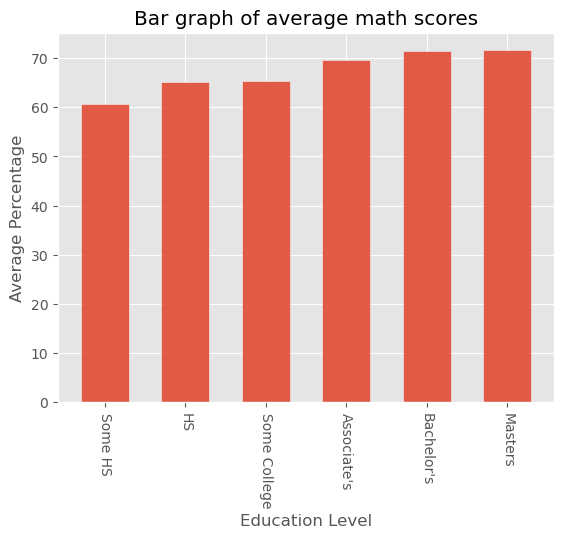 Bar graph of average math scores
Average Percentage
70
60
50
40
30
20
10
0
Some HS
HS
Some College
Associate's
Bachelor's
Masters
Education Level